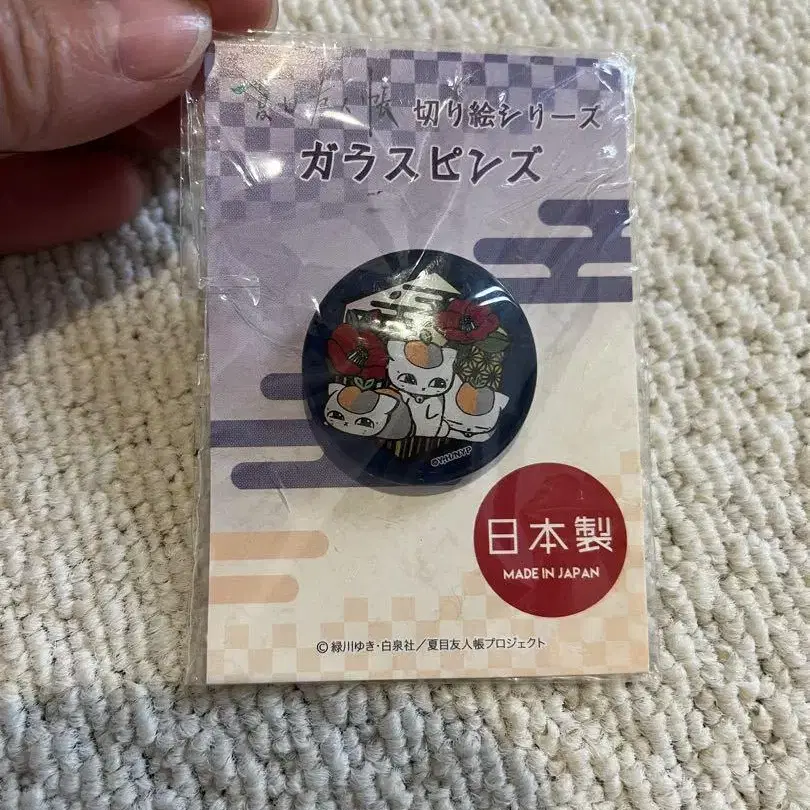 夏目友人帳 切り絵シリーズ
ガラスピンズ
©YM/NYP
日本製
MADE IN JAPAN
© 緑川ゆき・白泉社／夏目友人帳プロジェクト